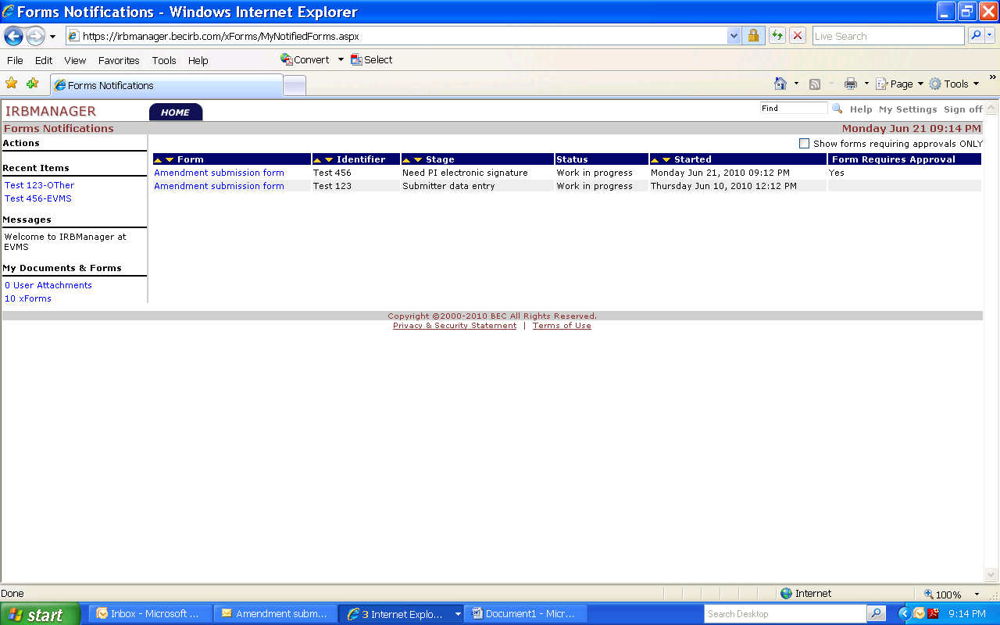 Forms Notifications - Windows Internet Explorer
https://irbmanager.becirb.com/xForms/MyNotifiedForms.aspx
Live Search
File Edit View Favorites Tools Help Convert Select
Forms Notifications
Page Tools
IRBMANAGER HOME Find Help My Settings Sign off
Forms Notifications Monday Jun 21 09:14 PM
Actions
Show forms requiring approvals ONLY
Form Identifier Stage Status Started Form Requires Approval
Amendment submission form Test 456 Need PI electronic signature Work in progress Monday Jun 21, 2010 09:12 PM Yes
Amendment submission form Test 123 Submitter data entry Work in progress Thursday Jun 10, 2010 12:12 PM
Recent Items
Test 123-OTher
Test 456-EVMS
Messages
Welcome to IRBManager at
EVMS
My Documents & Forms
0 User Attachments
10 xForms
Copyright ©2000-2010 BEC All Rights Reserved.
Privacy & Security Statement | Terms of Use
Done Internet 100%
start Inbox - Microsoft ... Amendment subm... 3 Internet Explo... Document1 - Micr... Search Desktop 9:14 PM